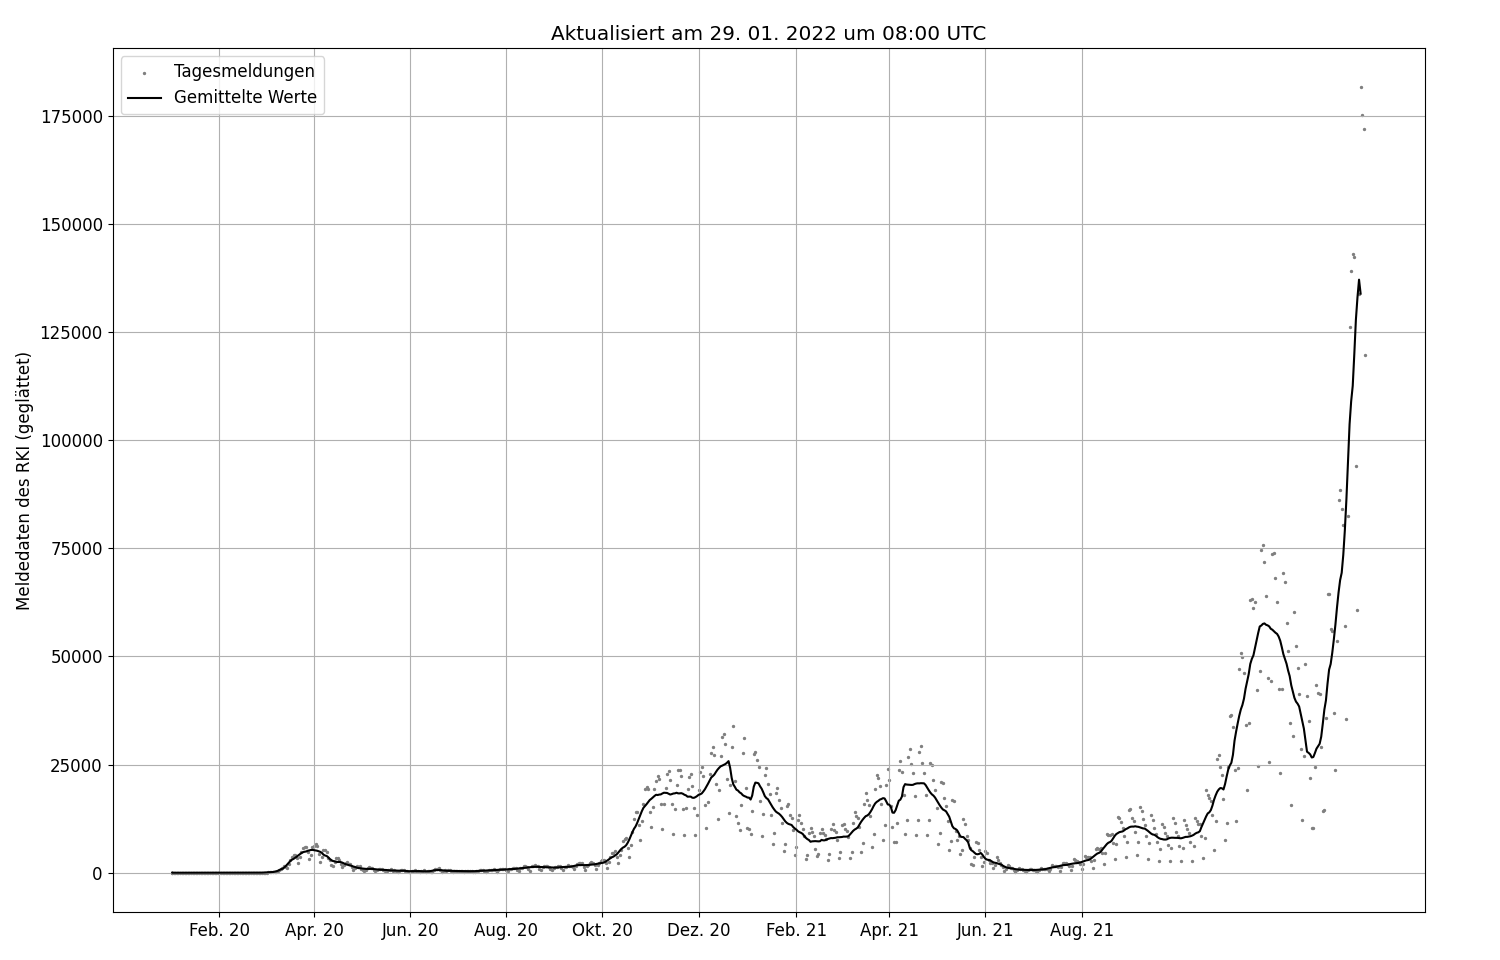 Aktualisiert am 29. 01. 2022 um 08:00 UTC
Tagesmeldungen
Gemittelte Werte
Meldedaten des RKI (geglättet)
175000
150000
125000
100000
75000
50000
25000
0
Feb. 20 Apr. 20 Jun. 20 Aug. 20 Okt. 20 Dez. 20 Feb. 21 Apr. 21 Jun. 21 Aug. 21